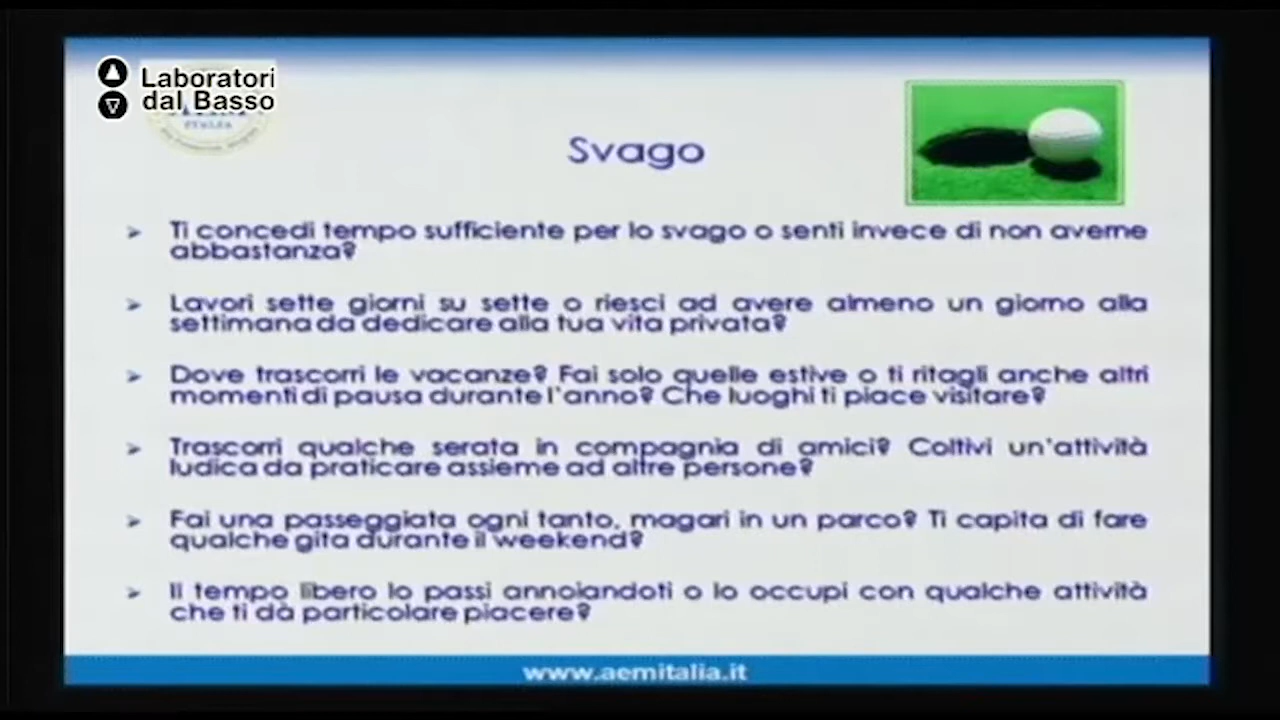 Laboratori
dal Basso
ITALIA
Svago
➢ Ti concedi tempo sufficiente per lo svago o senti invece di non averne
abbastanza?
➢ Lavori sette giorni su sette o riesci ad avere almeno un giorno alla
settimana da dedicare alla tua vita privata?
➢ Dove trascorri le vacanze? Fai solo quelle estive o ti ritagli anche altri
momenti di pausa durante l'anno? Che luoghi ti piace visitare?
➢ Trascorri qualche serata in compagnia di amici? Coltivi un'attività
ludica da praticare assieme ad altre persone?
➢ Fai una passeggiata ogni tanto, magari in un parco? Ti capita di fare
qualche gita durante il weekend?
➢ Il tempo libero lo passi annoiandoti o lo occupi con qualche attività
che ti dà particolare piacere?
www.aemitalia.it